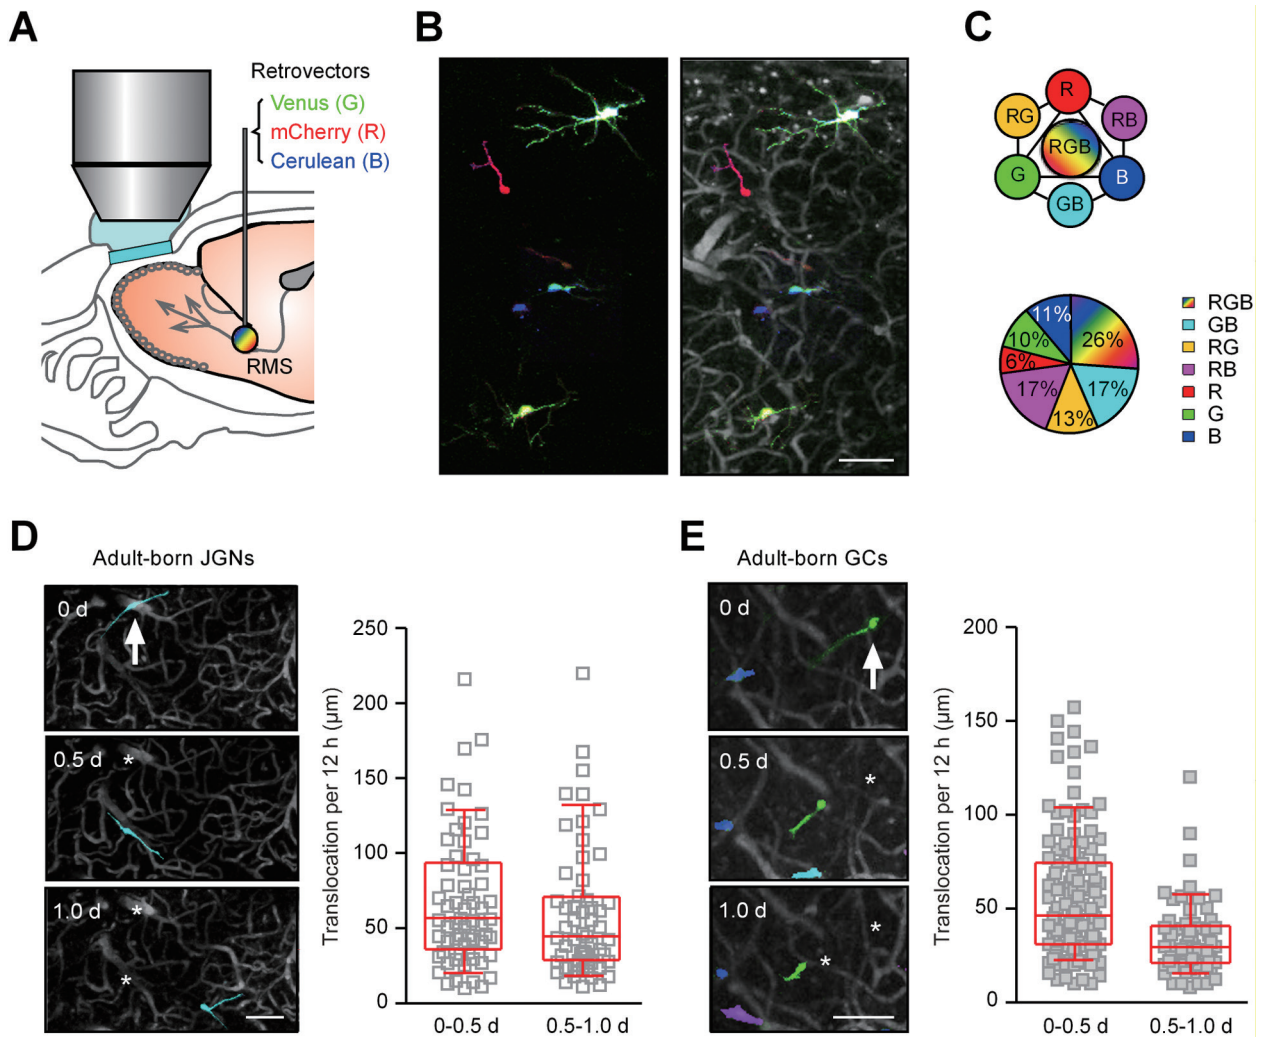 A
Retrovectors
Venus (G)
mCherry (R)
Cerulean (B)
RMS
B
C
R
RG
RB
RGB
G
B
GB
11%
26%
10%
6%
17%
17%
13%
RGB
GB
RG
RB
R
G
B
D
Adult-born JGNs
0 d
*
0.5 d
*
1.0 d
*
Translocation per 12 h (μm)
250
200
150
100
50
0
0-0.5 d
0.5-1.0 d
E
Adult-born GCs
0 d
0.5 d
*
1.0 d
*
*
Translocation per 12 h (μm)
200
150
100
50
0
0-0.5 d
0.5-1.0 d